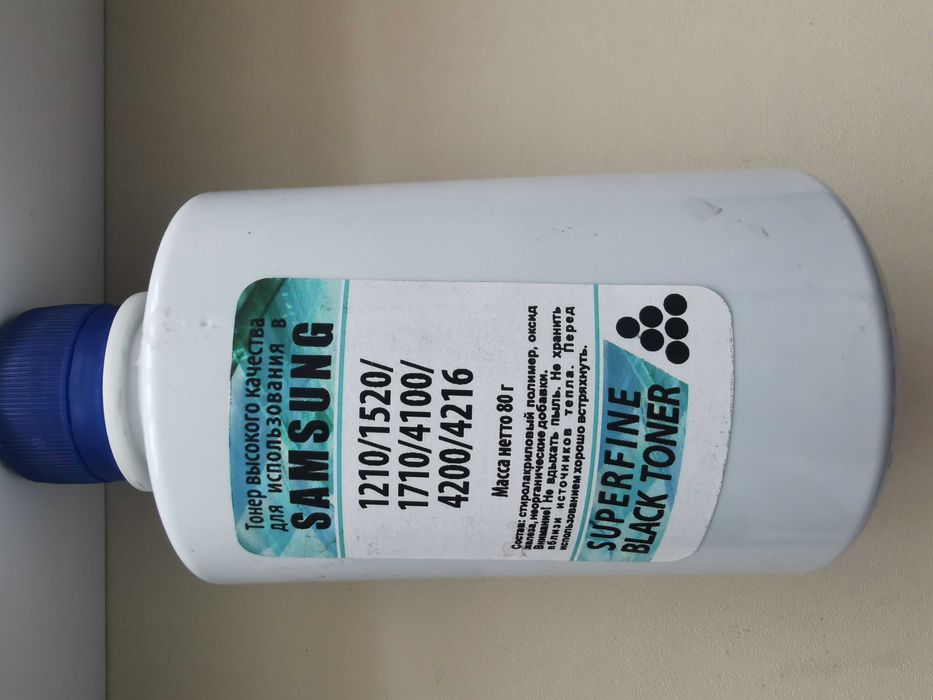 Тонер высокого качества
для использования в
SAMSUNG
1210/1520/
1710/4100/
4200/4216
Масса нетто 80 г
Состав: стиролакриловый полимер, оксид
железа, неорганические добавки.
Внимание! Не вдыхать пыль. Не хранить
вблизи источников тепла. Перед
использованием хорошо встряхнуть.
SUPERFINE
BLACK TONER